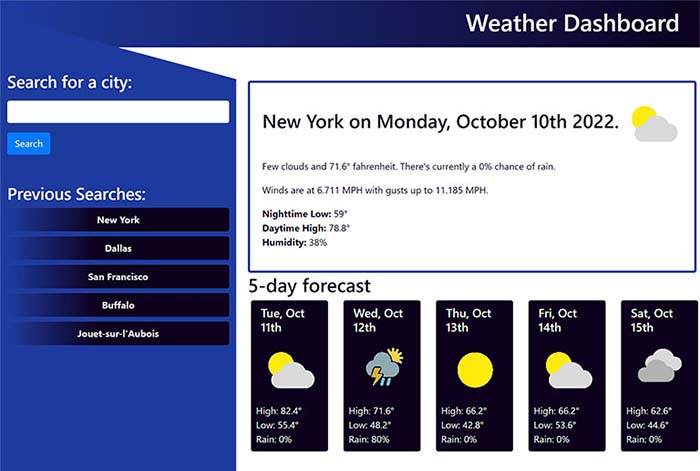 Weather Dashboard
Search for a city:
Search
Previous Searches:
New York
Dallas
San Francisco
Buffalo
Jouet-sur-l'Aubois
New York on Monday, October 10th 2022.
Few clouds and 71.6° fahrenheit. There's currently a 0% chance of rain.
Winds are at 6.711 MPH with gusts up to 11.185 MPH.
Nighttime Low: 59°
Daytime High: 78.8°
Humidity: 38%
5-day forecast
Tue, Oct
11th
High: 82.4°
Low: 55.4°
Rain: 0%
Wed, Oct
12th
High: 71.6°
Low: 48.2°
Rain: 80%
Thu, Oct
13th
High: 66.2°
Low: 42.8°
Rain: 0%
Fri, Oct
14th
High: 66.2°
Low: 53.6°
Rain: 0%
Sat, Oct
15th
High: 62.6°
Low: 44.6°
Rain: 0%